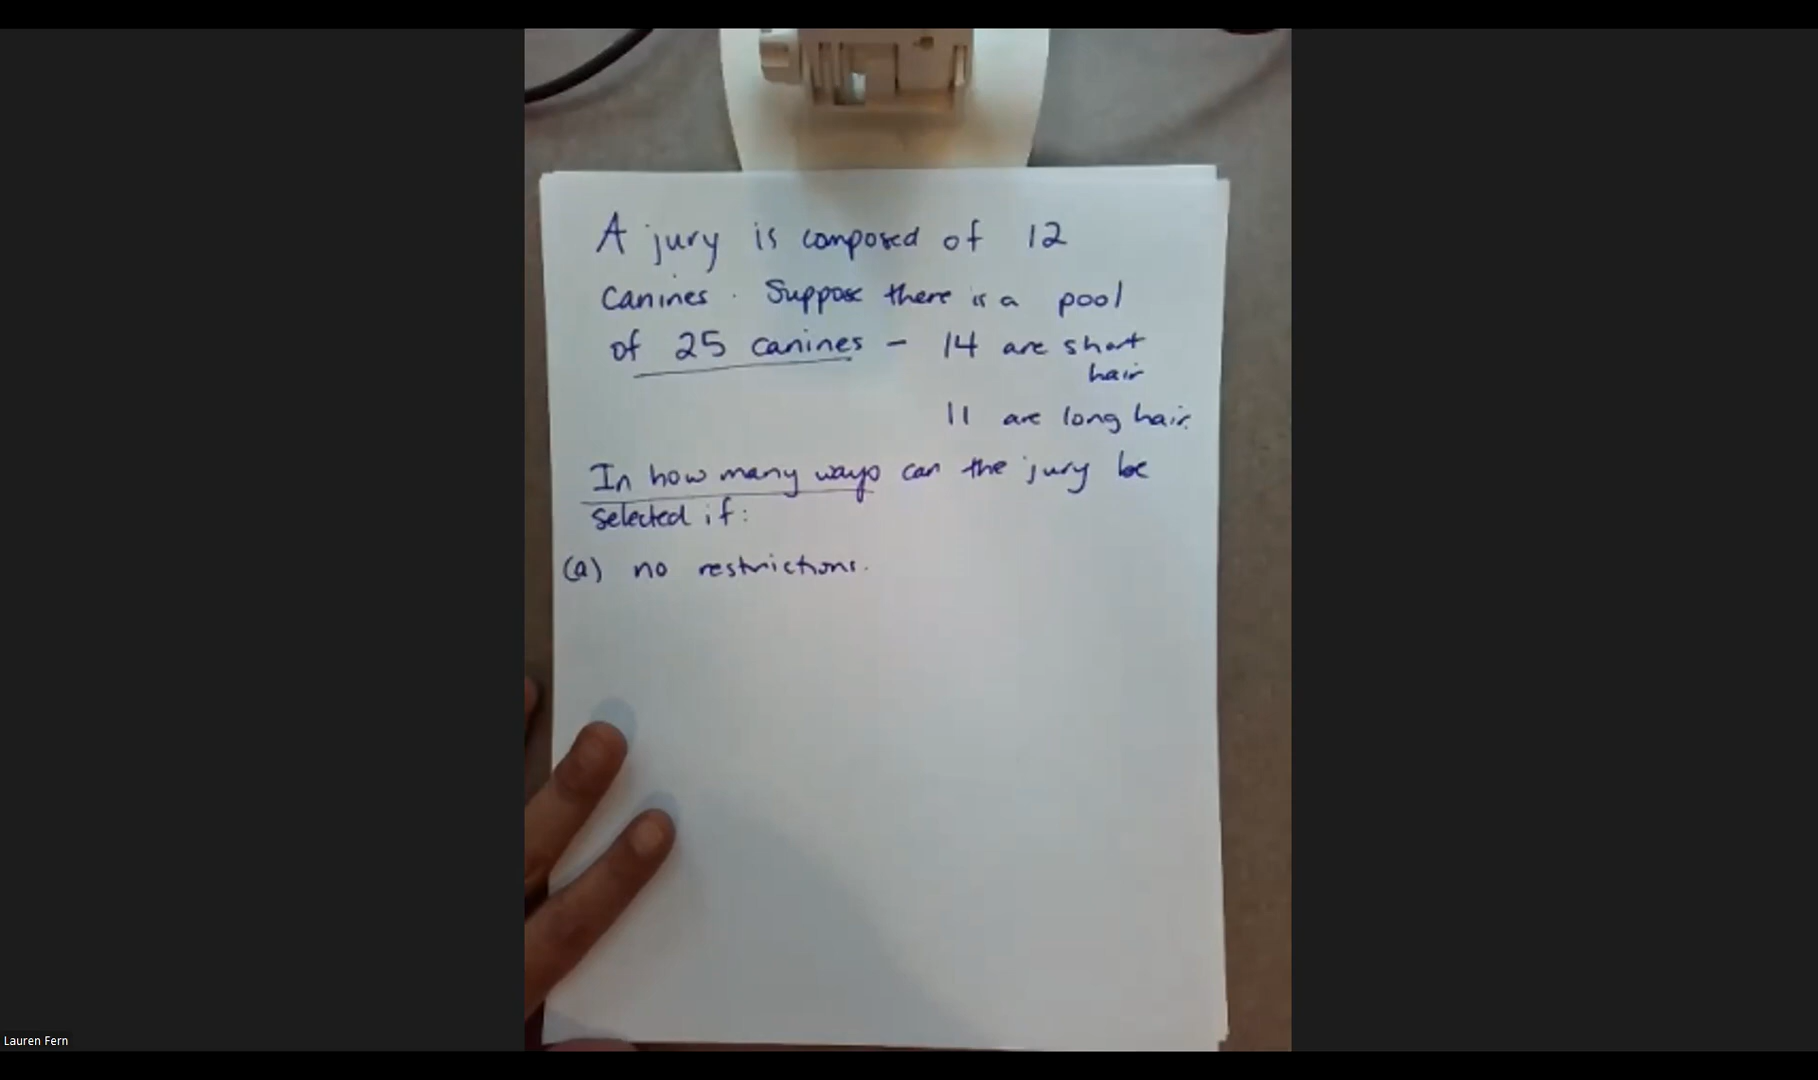 A jury is composed of 12
canines. Suppose there is a pool
of 25 canines - 14 are short
hair
11 are long hair.
In how many ways can the jury be
selected if:
(a) no restrictions.
Lauren Fern